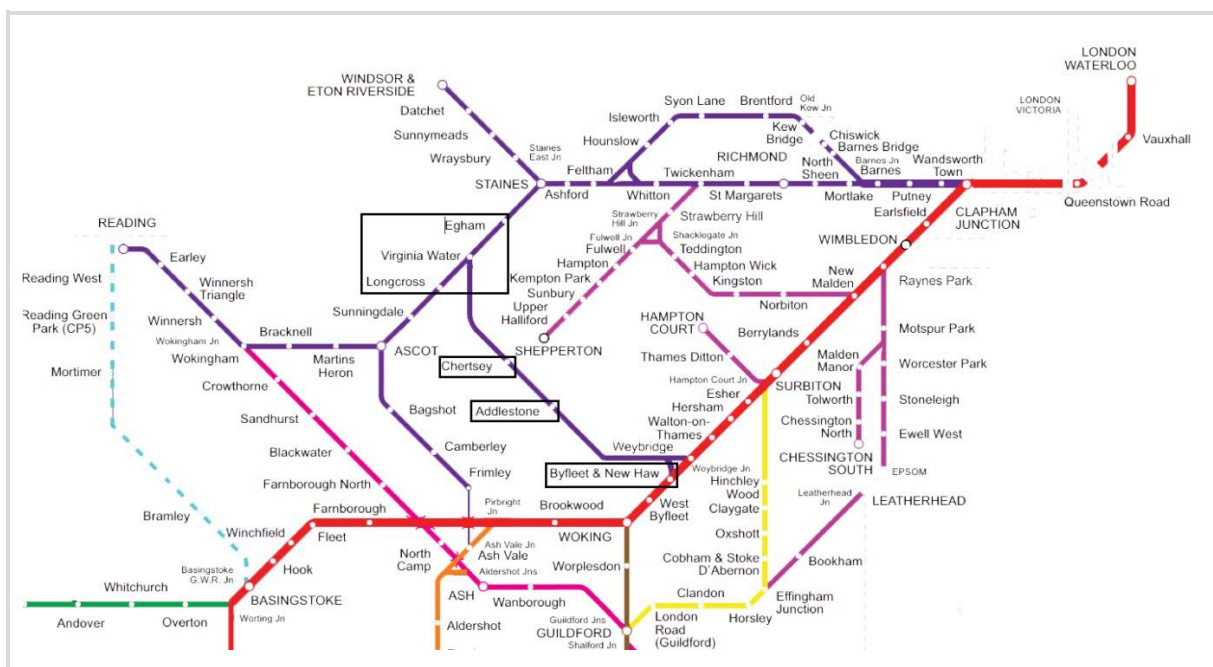 LONDON
WATERLOO
WINDSOR &
ETON RIVERSIDE
LONDON
VICTORIA
Datchet
Syon Lane
Brentford
Old
Kew Jn
Isleworth
Kew
Bridge
Vauxhall
Sunnymeads
Hounslow
Chiswick
Barnes Bridge
Wraysbury
Staines
East Jn
RICHMOND
Feltham
Twickenham
North
Sheen
Barnes Jn
Barnes
Wandsworth
Town
STAINES
Ashford
Whitton
St Margarets
Mortlake
Putney
Earlsfield
Queenstown Road
CLAPHAM
JUNCTION
Egham
Strawberry
Hill Jn
Strawberry Hill
READING
Fulwell Jn
Fulwell
Shacklegate Jn
Teddington
WIMBLEDON
Earley
Virginia Water
Hampton
Hampton Wick
Reading West
Longcross
Kempton Park
Kingston
New
Malden
Raynes Park
Winnersh
Triangle
Sunbury
Norbiton
Sunningdale
Upper
Halliford
Reading Green
Park (CP5)
Winnersh
Bracknell
HAMPTON
COURT
Berrylands
Motspur Park
Wokingham Jn
Wokingham
Martins
Heron
ASCOT
SHEPPERTON
Thames Ditton
Malden
Manor
Worcester Park
Mortimer
Crowthorne
Chertsey
Hampton Court Jn
SURBITON
Tolworth
Esher
Hersham
Walton-on-
Thames
Stoneleigh
Sandhurst
Bagshot
Addlestone
Chessington
North
Ewell West
Blackwater
Camberley
Weybridge
CHESSINGTON
SOUTH
EPSOM
Farnborough North
Frimley
Byfleet & New Haw
Weybridge Jn
Hinchley
Wood
Leatherhead
Jn
LEATHERHEAD
Bramley
Farnborough
Pirbright
Jn
Brookwood
West
Byfleet
Claygate
Winchfield
Fleet
WOKING
Oxshott
Hook
North
Camp
Ash Vale Jn
Ash Vale
Aldershot Jns
Worplesdon
Cobham & Stoke
D'Abernon
Bookham
Basingstoke
G.W.R. Jn
Whitchurch
BASINGSTOKE
ASH
Wanborough
Clandon
Effingham
Junction
Andover
Overton
Worting Jn
Aldershot
Guildford Jns
GUILDFORD
Shalford Jn
London
Road
(Guildford)
Horsley